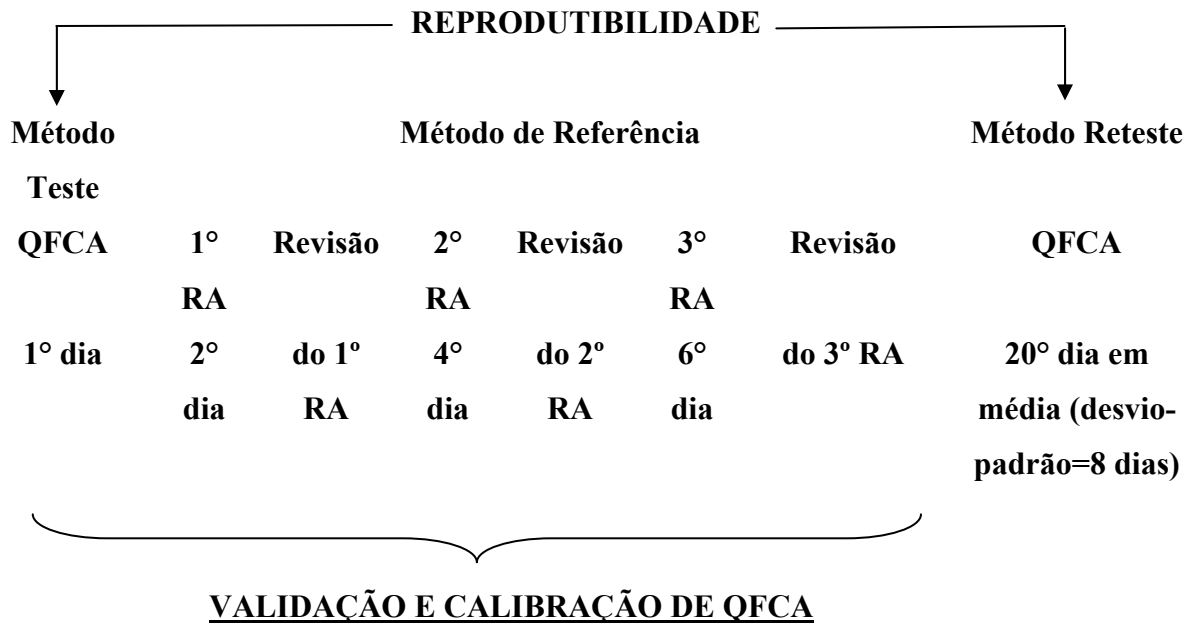 REPRODUTIBILIDADE
Método Método de Referência Método Reteste
Teste
QFCA 1° Revisão 2° Revisão 3° Revisão QFCA
RA RA RA
1° dia 2° do 1º 4° do 2º 6° do 3º RA 20° dia em
dia RA dia RA dia média (desvio-
padrão=8 dias)
VALIDAÇÃO E CALIBRAÇÃO DE QFCA